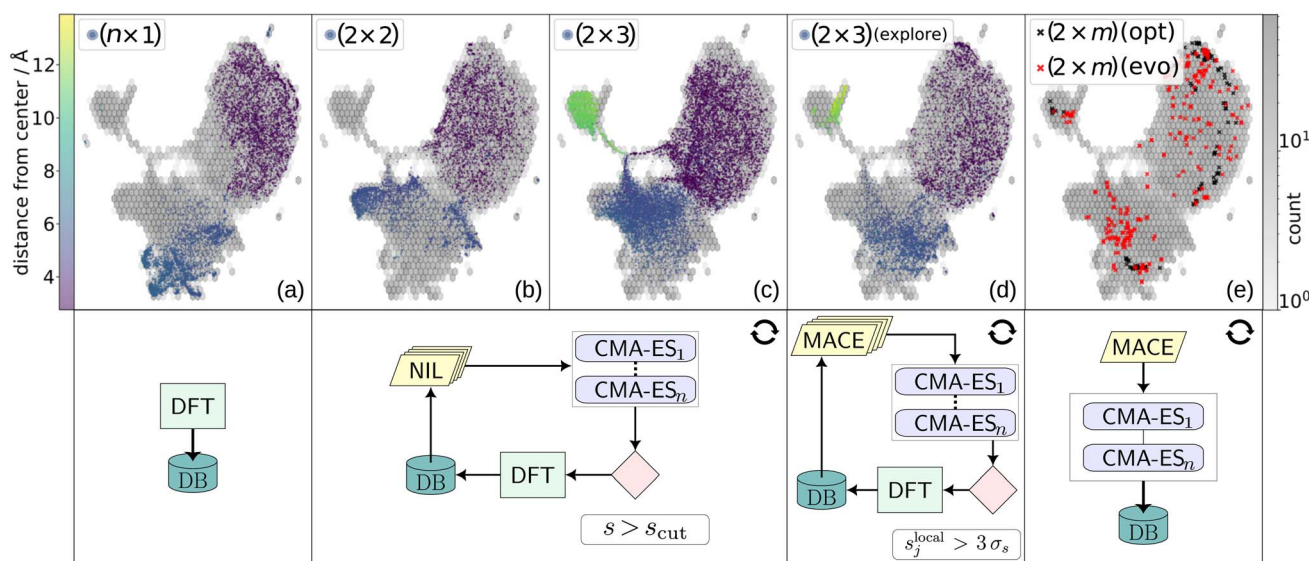 distance from center / Å
12
10
8
6
4
(n×1)
(a)
(2×2)
(b)
(2×3)
(c)
(2×3)(explore)
(d)
(2×m)(opt)
(2×m)(evo)
(e)
10¹
10⁰
count
DFT
DB
NIL
CMA-ES₁
CMA-ESₙ
DFT
DB
s > s_cut
MACE
CMA-ES₁
CMA-ESₙ
DFT
DB
s_j^local > 3 σ_s
MACE
CMA-ES₁
CMA-ESₙ
DB